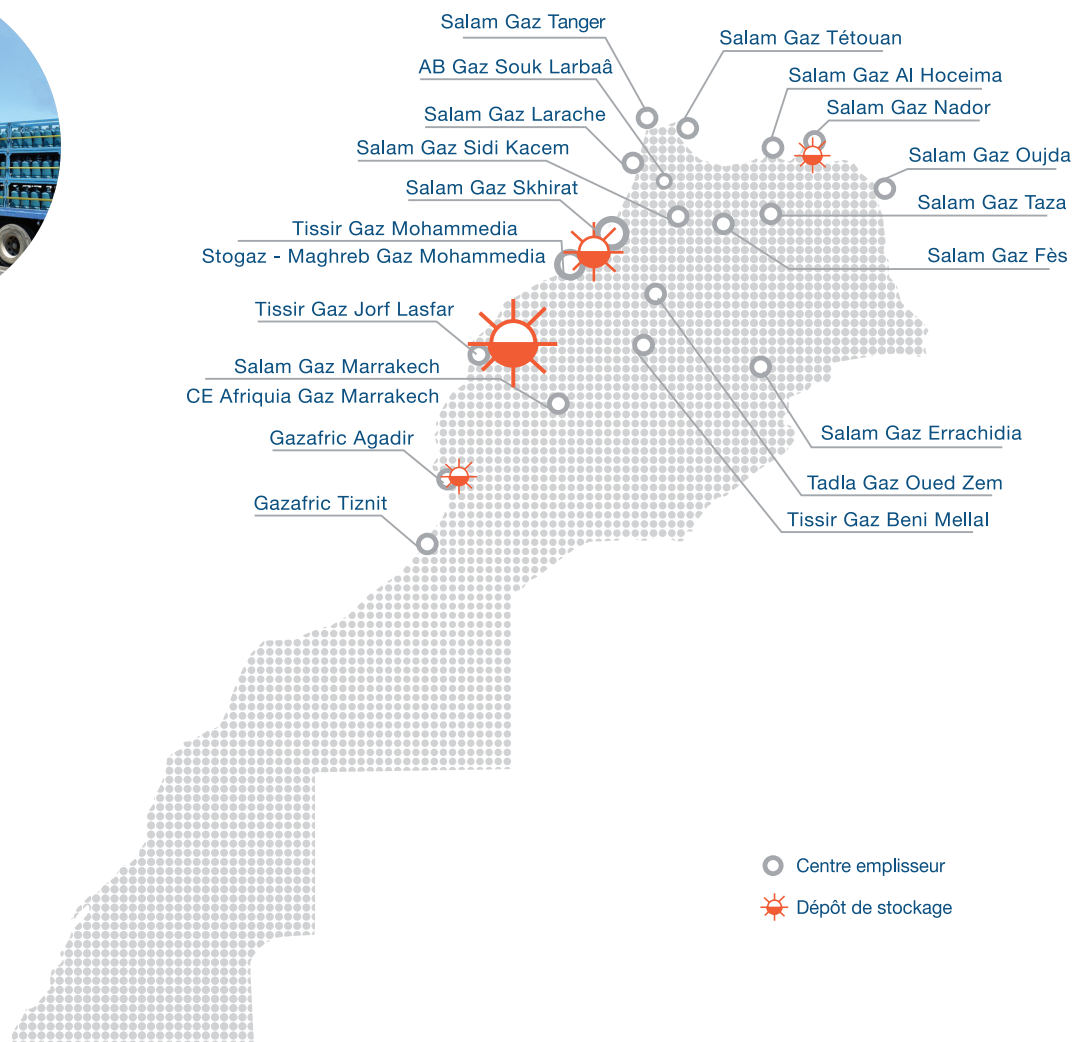 Salam Gaz Tanger
Salam Gaz Tétouan
AB Gaz Souk Larbaâ
Salam Gaz Al Hoceima
Salam Gaz Larache
Salam Gaz Nador
Salam Gaz Sidi Kacem
Salam Gaz Oujda
Salam Gaz Skhirat
Salam Gaz Taza
Tissir Gaz Mohammedia
Stogaz - Maghreb Gaz Mohammedia
Salam Gaz Fès
Tissir Gaz Jorf Lasfar
Salam Gaz Marrakech
CE Afriquia Gaz Marrakech
Gazafric Agadir
Salam Gaz Errachidia
Tadla Gaz Oued Zem
Gazafric Tiznit
Tissir Gaz Beni Mellal
Centre emplisseur
Dépôt de stockage